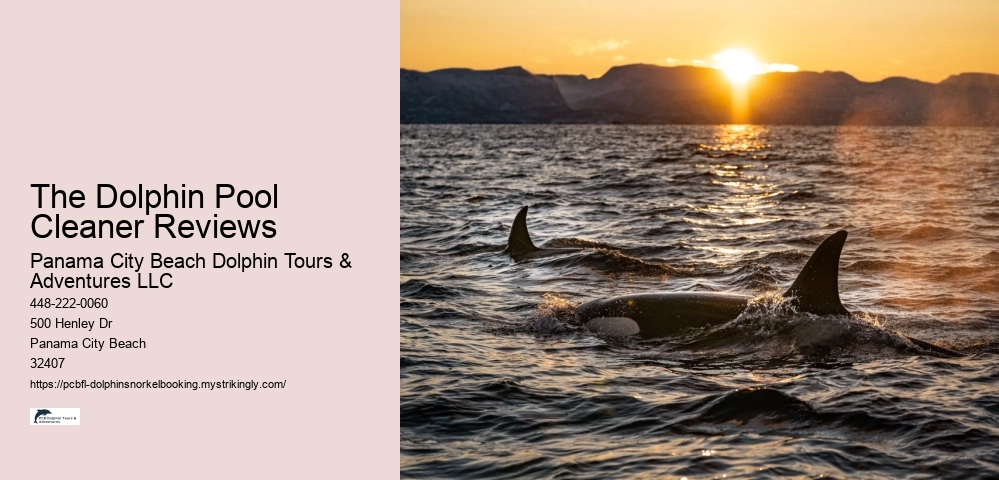 The Dolphin Pool
Cleaner Reviews
Panama City Beach Dolphin Tours &
Adventures LLC
448-222-0060
500 Henley Dr
Panama City Beach
32407
https://pcbfl-dolphinsnorkelbooking.mystrikingly.com/
PCB Dolphin Tours &
Adventures